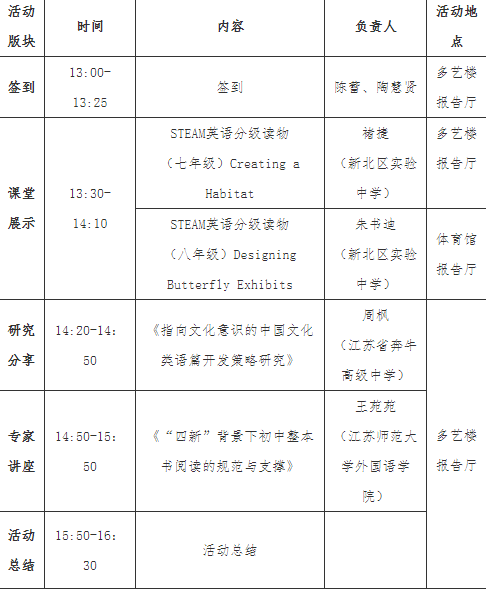 活动
版块
时间
内容
负责人
活动地
点
签到
13:00-
13:25
签到
陈蕾、陶慧贤
多艺楼
报告厅
课堂
展示
13:30-
14:10
STEAM英语分级读物
（七年级）Creating a
Habitat
褚捷
（新北区实验
中学）
多艺楼
报告厅
STEAM英语分级读物
（八年级）Designing
Butterfly Exhibits
朱书迪
（新北区实验
中学）
体育馆
报告厅
研究
分享
14:20-14:
50
《指向文化意识的中国文化
类语篇开发策略研究》
周枫
（江苏省奔牛
高级中学）
多艺楼
报告厅
专家
讲座
14:50-15:
50
《“四新”背景下初中整本
书阅读的规范与支撑》
王苑苑
（江苏师范大
学外国语学
院）
活动
总结
15:50-16:
30
活动总结